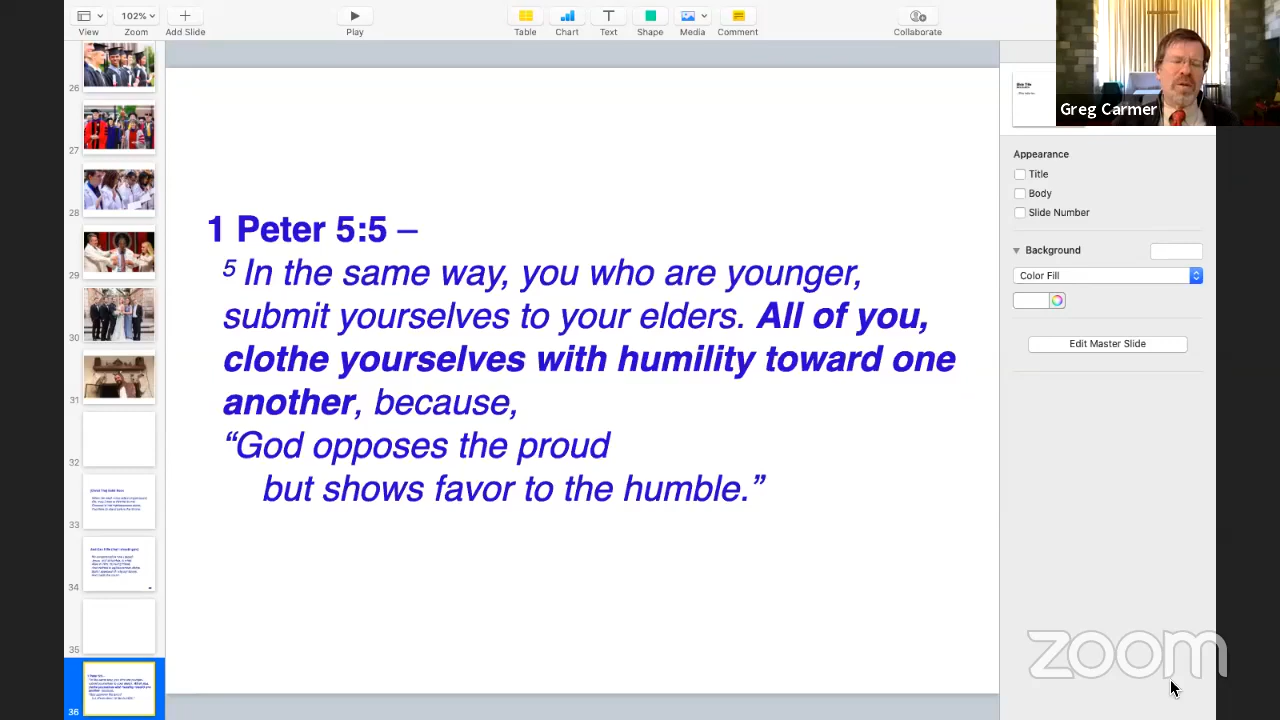 102%
View
Zoom
Add Slide
Play
Table
Chart
Text
Shape
Media
Comment
Collaborate
Greg Carmer
26
27
28
29
30
31
32
33
34
35
36
1 Peter 5:5 –
5 In the same way, you who are younger,
submit yourselves to your elders. All of you,
clothe yourselves with humility toward one
another, because,
“God opposes the proud
but shows favor to the humble.”
Appearance
Title
Body
Slide Number
Background
Color Fill
Edit Master Slide
zoom